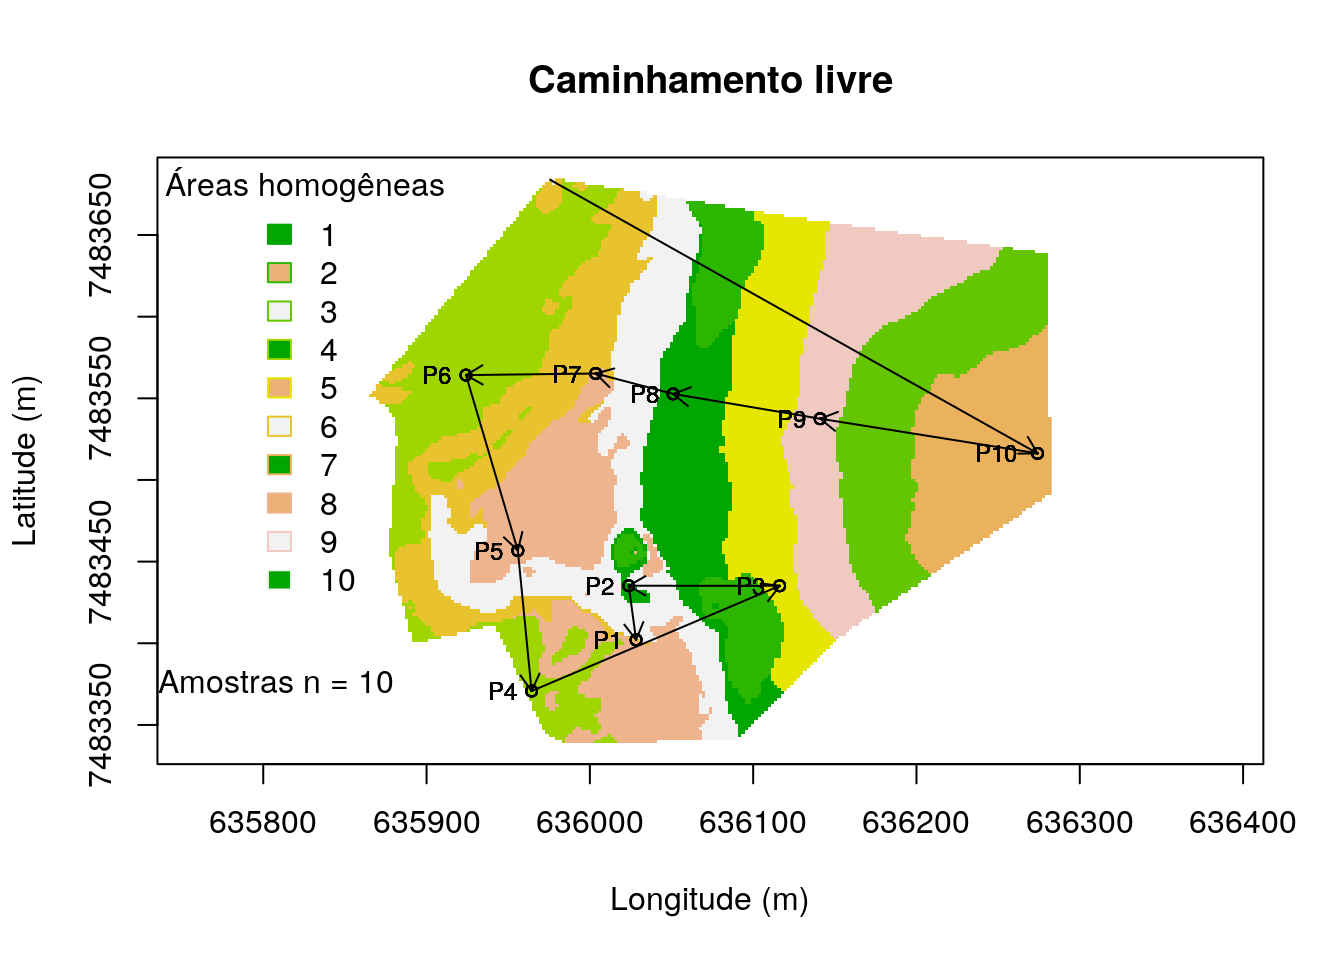 Caminhamento livre
Áreas homogêneas
1
2
3
4
5
6
7
8
9
10
Amostras n = 10
P6
P7
P8
P9
P10
P5
P2
P3
P1
P4
7483650
7483550
7483450
7483350
Latitude (m)
635800 635900 636000 636100 636200 636300 636400
Longitude (m)